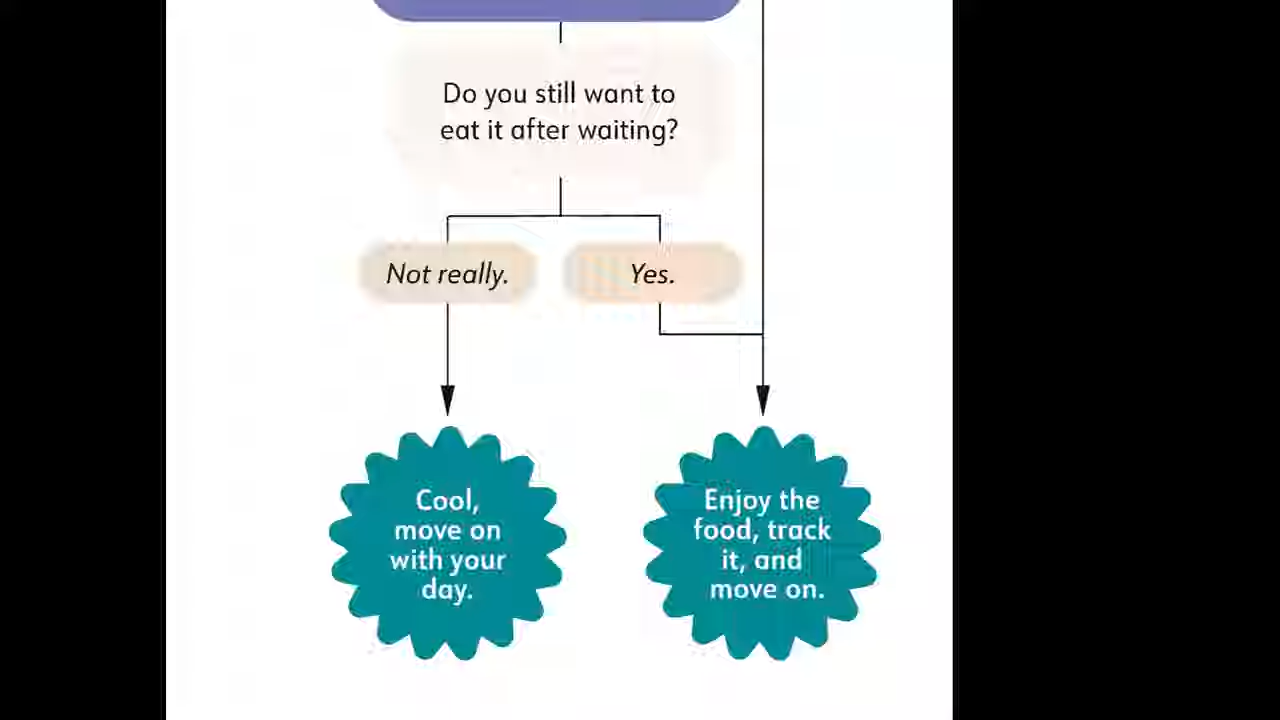 Do you still want to
eat it after waiting?
Not really.
Yes.
Cool,
move on
with your
day.
Enjoy the
food, track
it, and
move on.